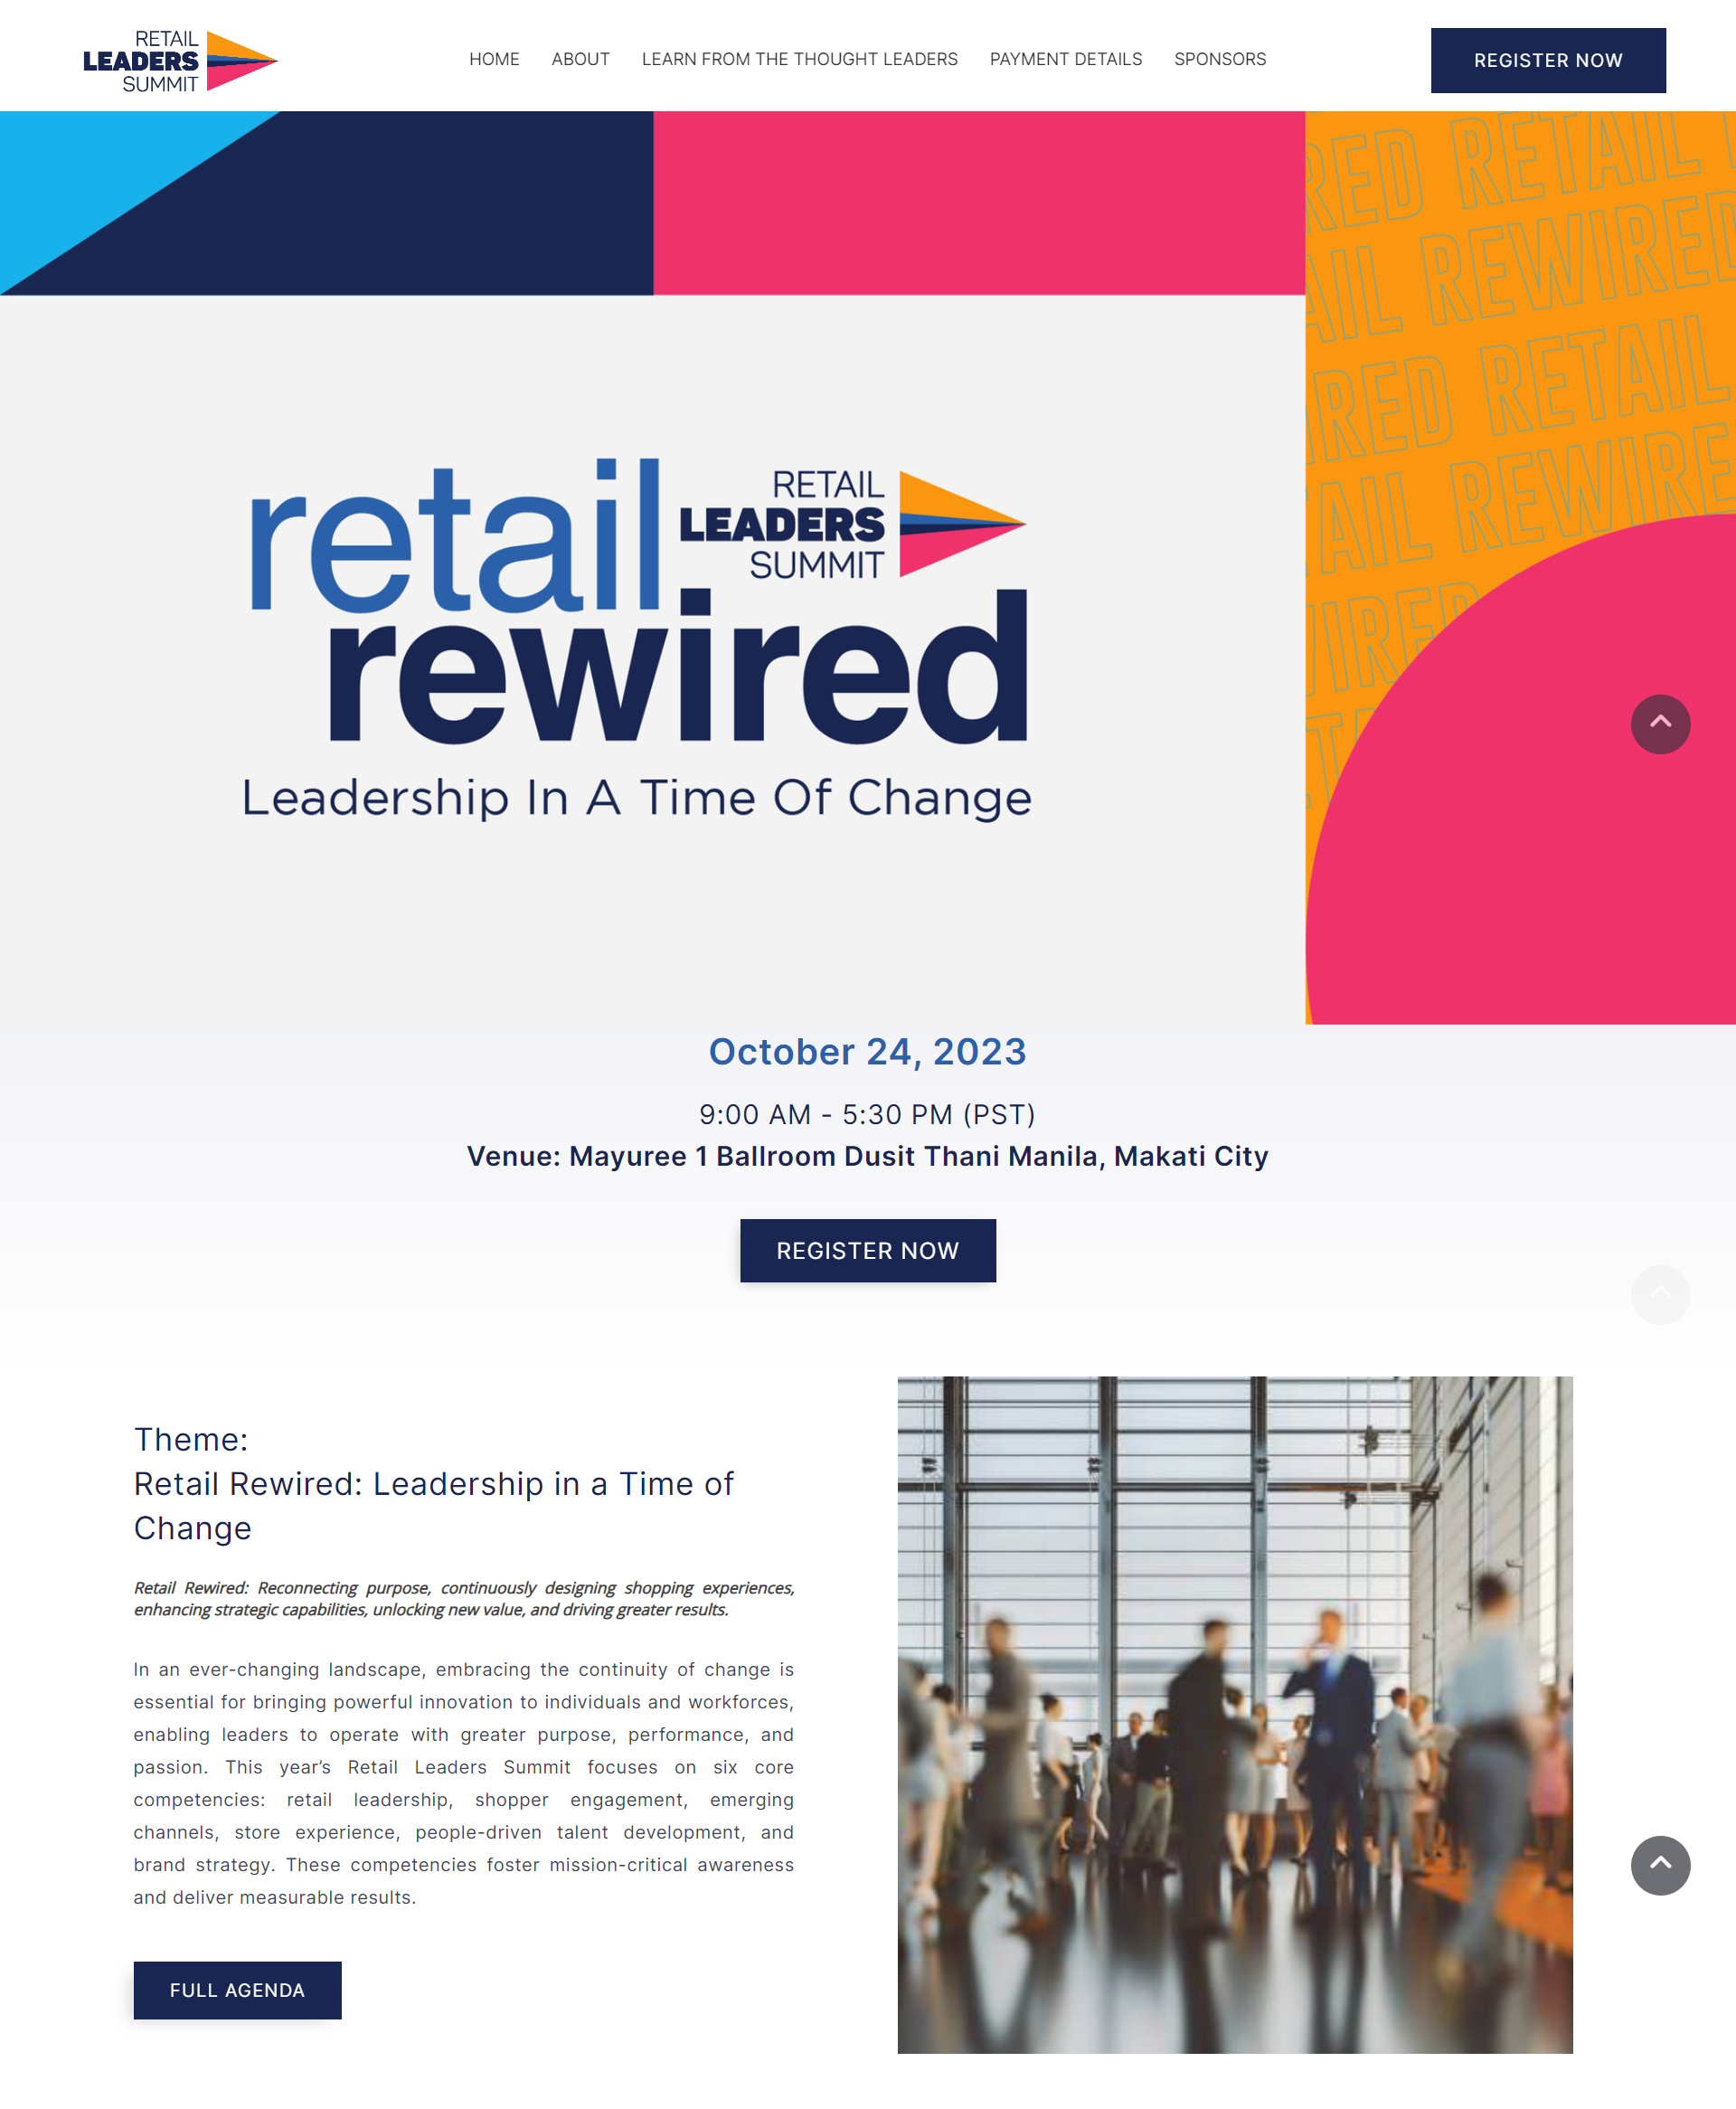 RETAIL
LEADERS
SUMMIT
HOME ABOUT LEARN FROM THE THOUGHT LEADERS PAYMENT DETAILS SPONSORS
REGISTER NOW
RED RETAIL
AIL REWIRED
IRED RETAIL
AIL REWIRE
retail
RETAIL
LEADERS
SUMMIT
rewired
Leadership In A Time Of Change
October 24, 2023
9:00 AM - 5:30 PM (PST)
Venue: Mayuree 1 Ballroom Dusit Thani Manila, Makati City
REGISTER NOW
Theme:
Retail Rewired: Leadership in a Time of
Change
Retail Rewired: Reconnecting purpose, continuously designing shopping experiences,
enhancing strategic capabilities, unlocking new value, and driving greater results.
In an ever-changing landscape, embracing the continuity of change is
essential for bringing powerful innovation to individuals and workforces,
enabling leaders to operate with greater purpose, performance, and
passion. This year’s Retail Leaders Summit focuses on six core
competencies: retail leadership, shopper engagement, emerging
channels, store experience, people-driven talent development, and
brand strategy. These competencies foster mission-critical awareness
and deliver measurable results.
FULL AGENDA